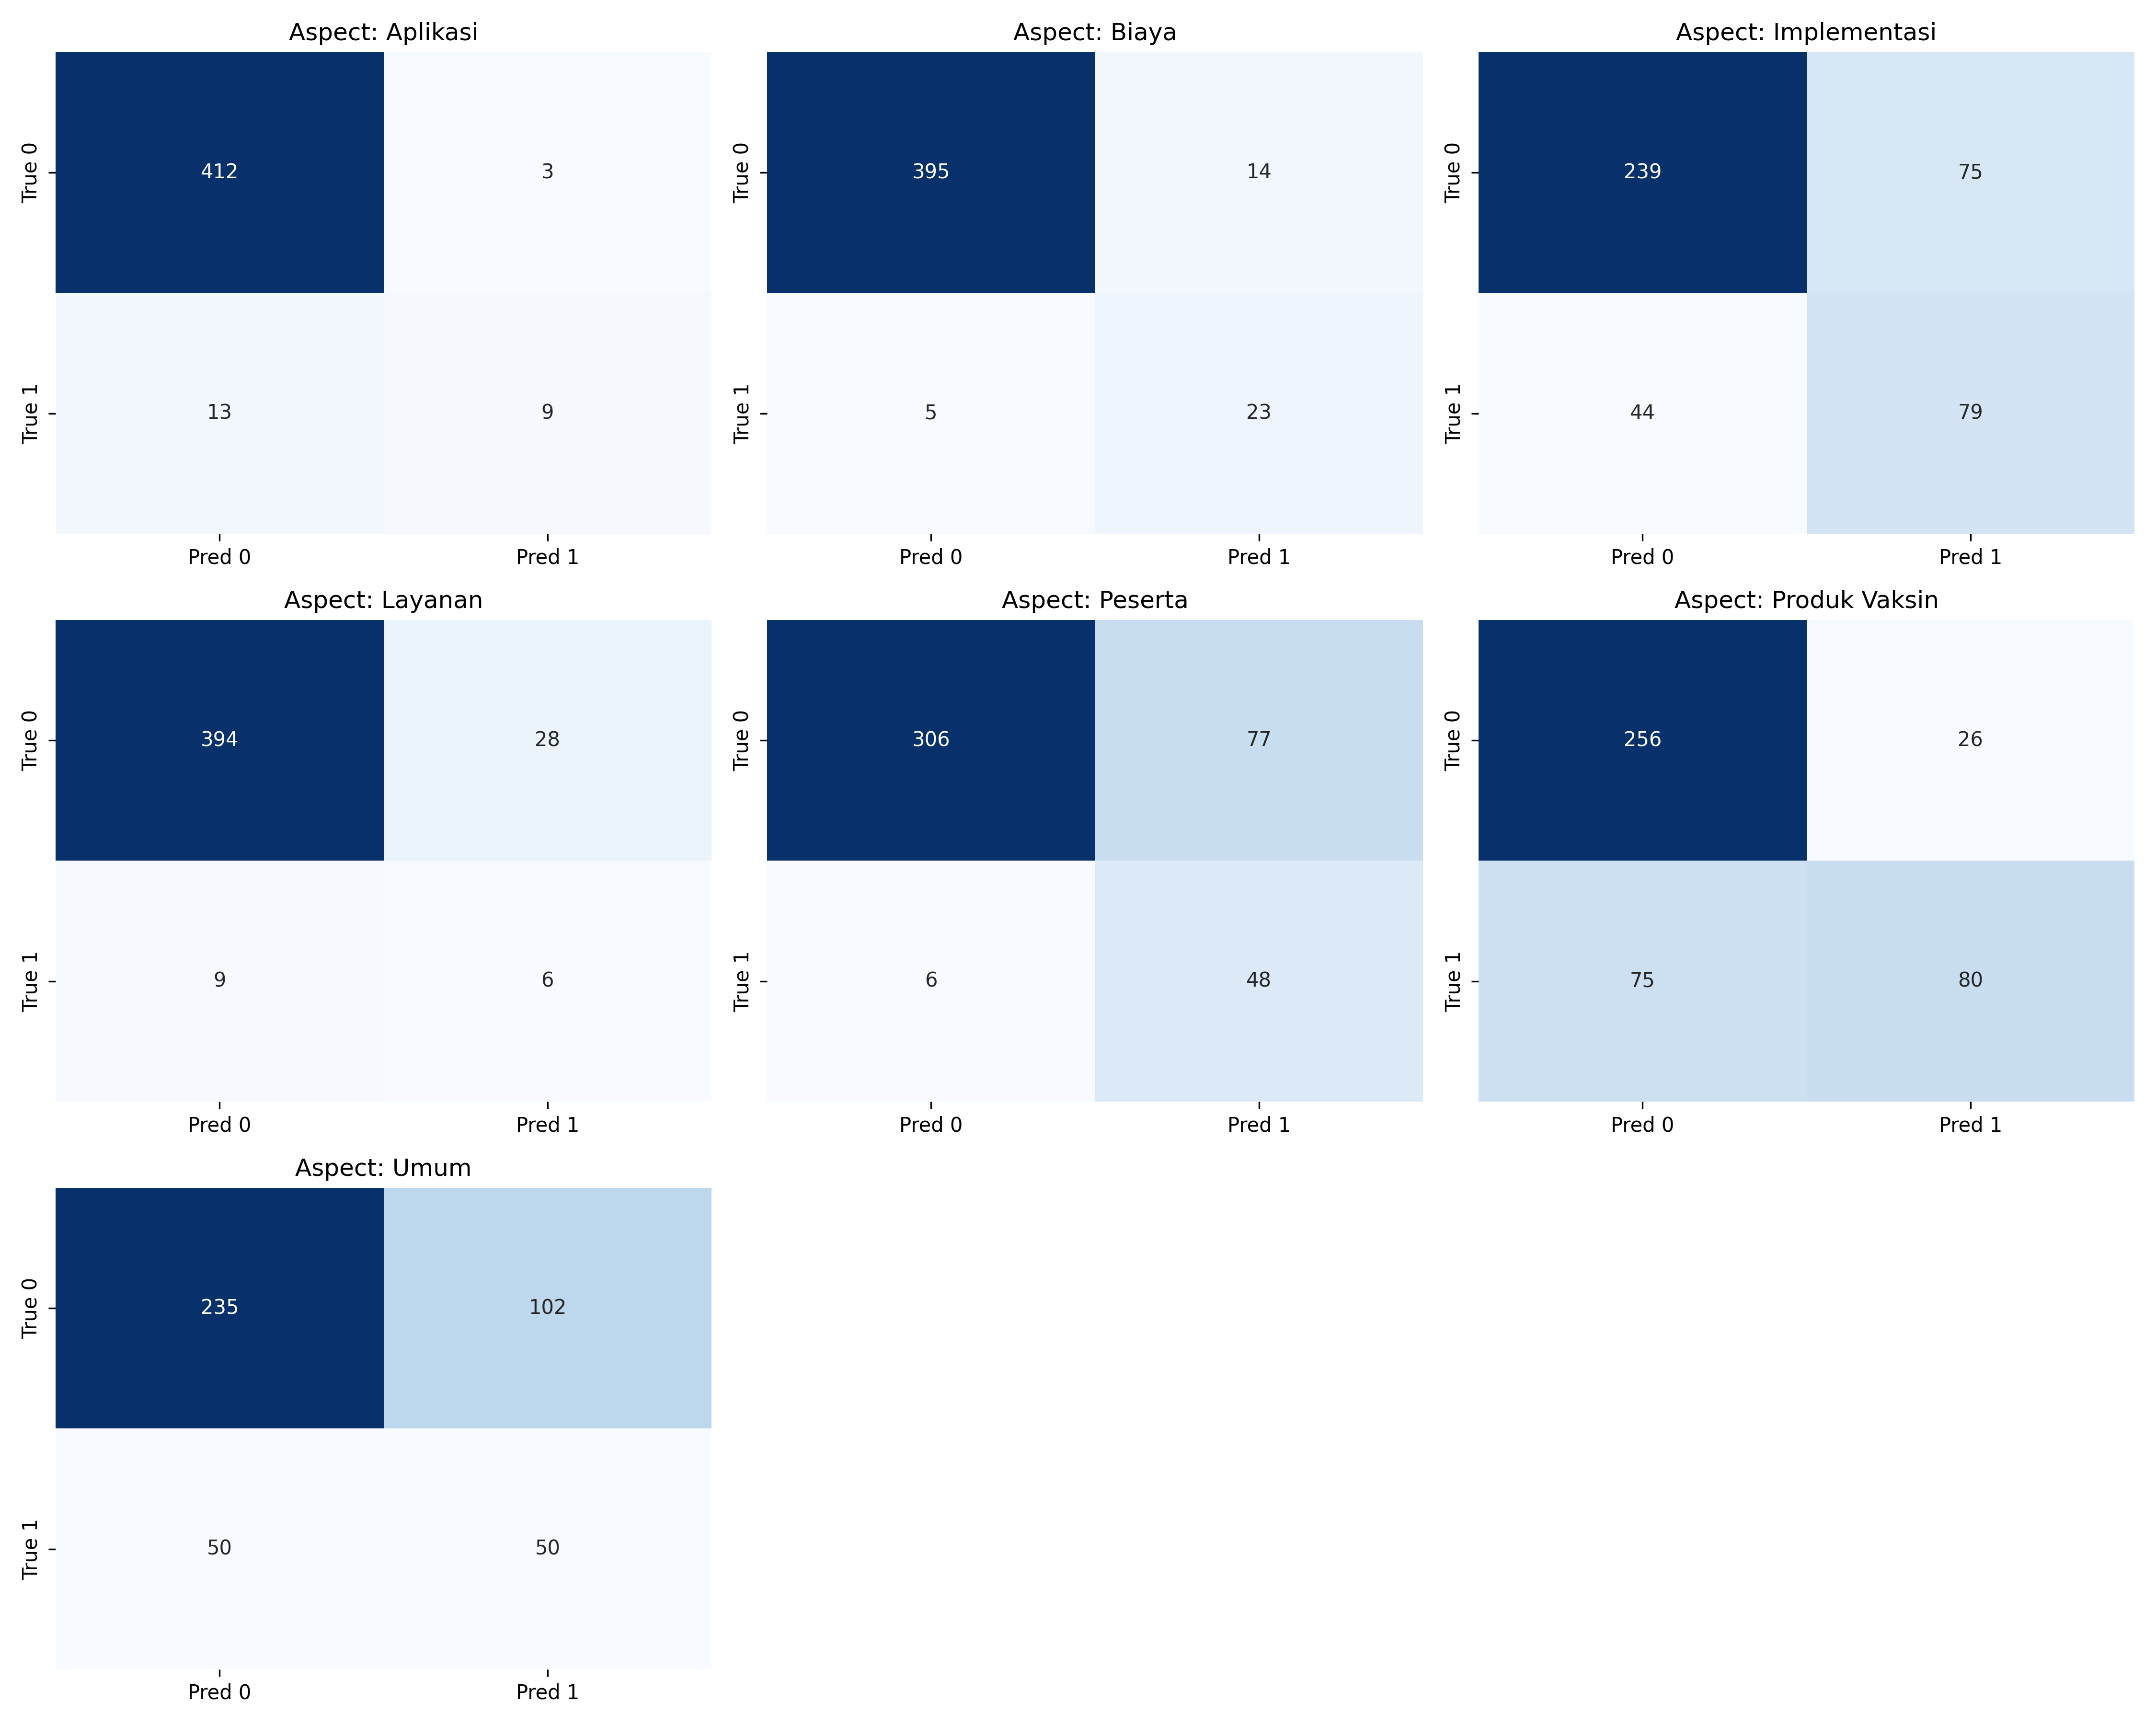 Aspect: Aplikasi
True 0
412
3
True 1
13
9
Pred 0
Pred 1
Aspect: Biaya
True 0
395
14
True 1
5
23
Pred 0
Pred 1
Aspect: Implementasi
True 0
239
75
True 1
44
79
Pred 0
Pred 1
Aspect: Layanan
True 0
394
28
True 1
9
6
Pred 0
Pred 1
Aspect: Peserta
True 0
306
77
True 1
6
48
Pred 0
Pred 1
Aspect: Produk Vaksin
True 0
256
26
True 1
75
80
Pred 0
Pred 1
Aspect: Umum
True 0
235
102
True 1
50
50
Pred 0
Pred 1